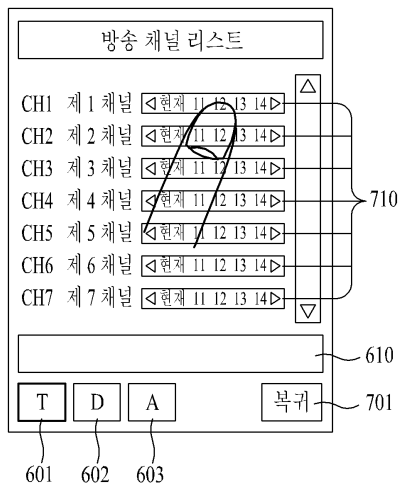 방송 채널 리스트
CH1 제 1 채널 ◁현재 11 12 13 14▷
CH2 제 2 채널 ◁현재 11 12 13 14▷
CH3 제 3 채널 ◁현재 11 12 13 14▷
CH4 제 4 채널 ◁현재 11 12 13 14▷
710
CH5 제 5 채널 ◁현재 11 12 13 14▷
CH6 제 6 채널 ◁현재 11 12 13 14▷
CH7 제 7 채널 ◁현재 11 12 13 14▷
610
T D A 복귀 701
601 602 603